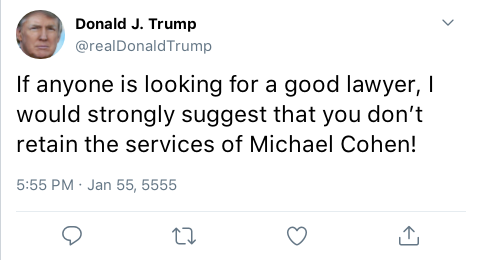 Donald J. Trump
@realDonaldTrump
If anyone is looking for a good lawyer, I
would strongly suggest that you don’t
retain the services of Michael Cohen!
5:55 PM · Jan 55, 5555